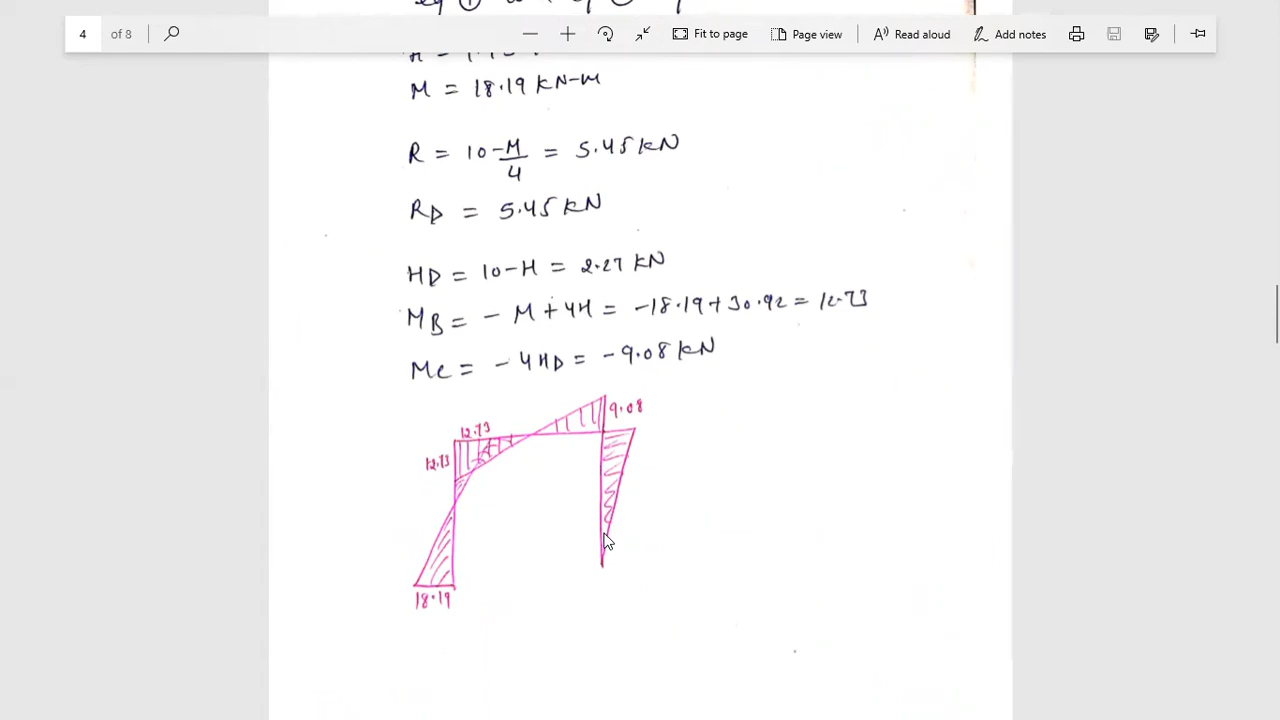 4 of 8 Fit to page Page view Read aloud Add notes
M = 18.19 kN-m
R = 10 - M/4 = 5.45 kN
RD = 5.45 kN
HD = 10 - H = 2.27 kN
MB = - M + 4H = -18.19 + 30.92 = 12.73
Mc = - 4HD = - 9.08 kN
9.08
12.73
12.73
18.19